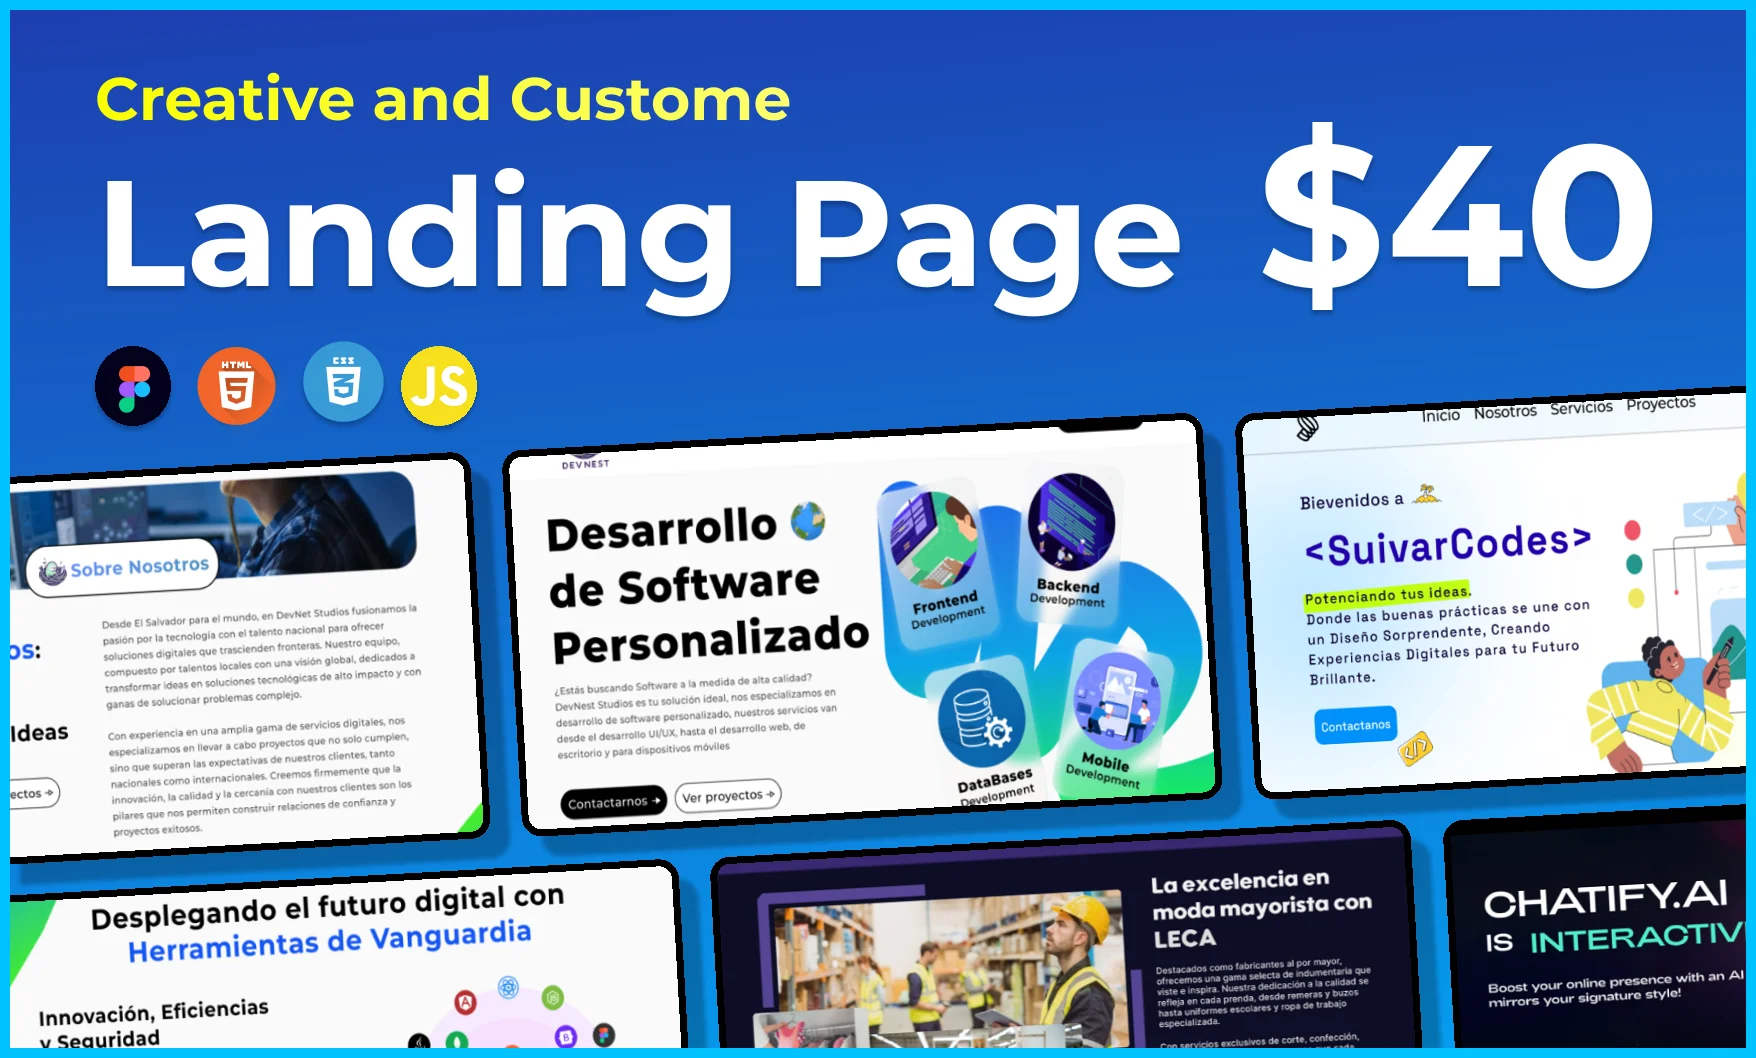 Creative and Custome
Landing Page $40
HTML
5
CSS
3
JS
Sobre Nosotros
os:
Ideas
ectos →
Desde El Salvador para el mundo, en DevNet Studios fusionamos la
pasión por la tecnología con el talento nacional para ofrecer
soluciones digitales que trascienden fronteras. Nuestro equipo,
compuesto por talentos locales con una visión global, dedicados a
transformar ideas en soluciones tecnológicas de alto impacto y con
ganas de solucionar problemas complejo.
Con experiencia en una amplia gama de servicios digitales, nos
especializamos en llevar a cabo proyectos que no solo cumplen,
sino que superan las expectativas de nuestros clientes, tanto
nacionales como internacionales. Creemos firmemente que la
innovación, la calidad y la cercanía con nuestros clientes son los
pilares que nos permiten construir relaciones de confianza y
proyectos exitosos.
DEVNEST
Desarrollo
de Software
Personalizado
¿Estás buscando Software a la medida de alta calidad?
DevNest Studios es tu solución ideal, nos especializamos en
desarrollo de software personalizado, nuestros servicios van
desde el desarrollo UI/UX, hasta el desarrollo web, de
escritorio y para dispositivos móviles
Contactarnos →
Ver proyectos →
Frontend
Development
Backend
Development
DataBases
Development
Mobile
Development
Inicio Nosotros Servicios Proyectos
Bievenidos a
<SuivarCodes>
Potenciando tus ideas.
Donde las buenas prácticas se une con
un Diseño Sorprendente, Creando
Experiencias Digitales para tu Futuro
Brillante.
Contactanos
</>
</>
Desplegando el futuro digital con
Herramientas de Vanguardia
Innovación, Eficiencias
y Seguridad
La excelencia en
moda mayorista con
LECA
Destacados como fabricantes al por mayor,
ofrecemos una gama selecta de indumentaria que
viste e inspira. Nuestra dedicación a la calidad se
refleja en cada prenda, desde remeras y buzos
hasta uniformes escolares y ropa de trabajo
especializada.
Con servicios exclusivos de corte, confección,
CHATIFY.AI
IS INTERACTIV
Boost your online presence with an AI
mirrors your signature style!